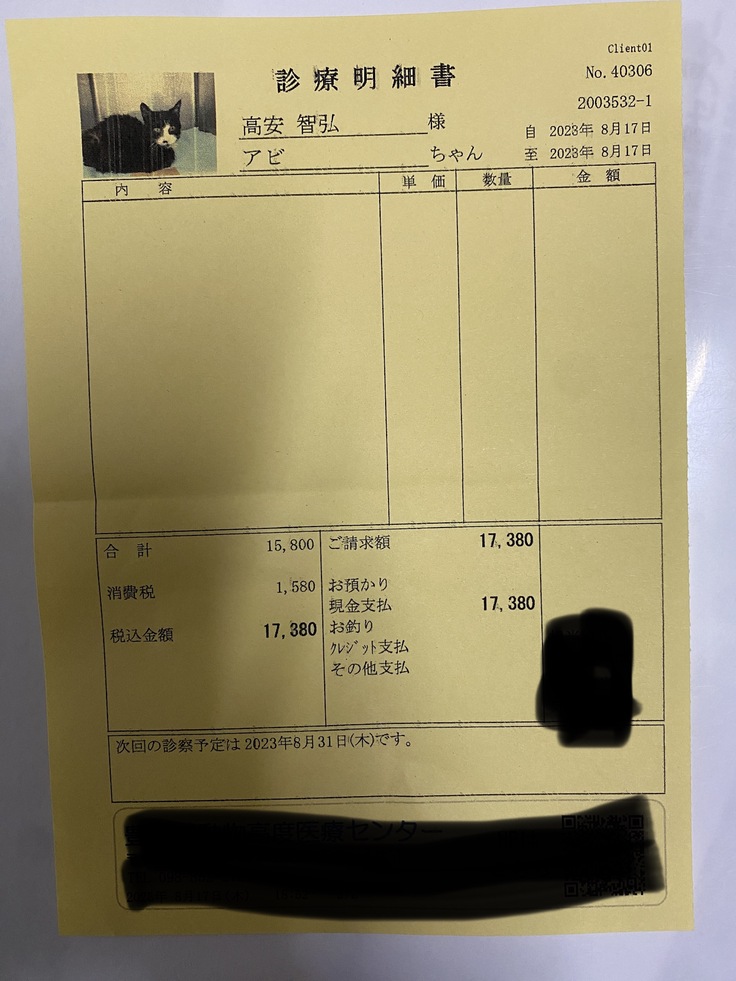 Client01
診療明細書
No. 40306
2003532-1
高安 智弘 様
自 2023年 8月17日
アビ ちゃん
至 2023年 8月17日
内 容 単 価 数量 金 額
合 計 15,800 ご請求額 17,380
消費税 1,580 お預かり
現金支払 17,380
税込金額 17,380 お釣り
クレジット支払
その他支払
次回の診察予定は2023年8月31日(木)です。
医療センター